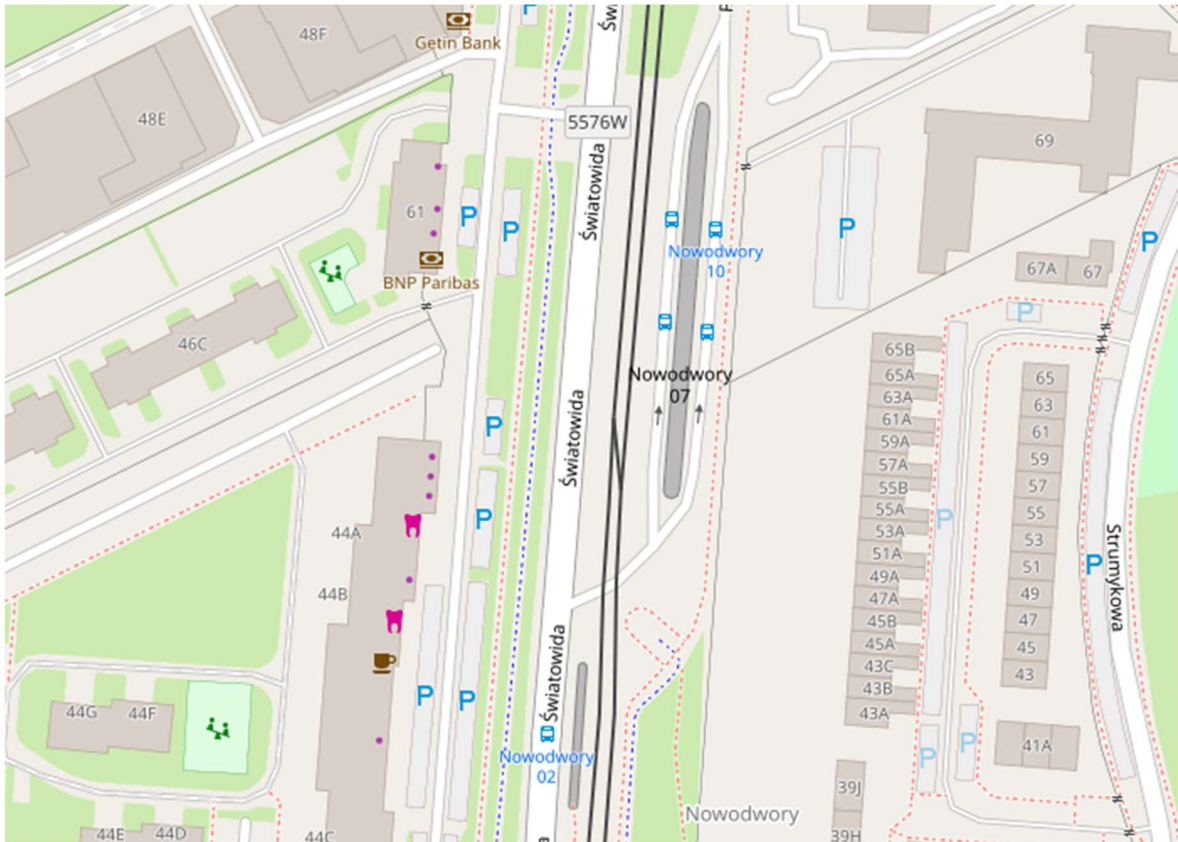 P
Świ
F
48F
Getin Bank
48E
5576W
69
Światowida
61
P
P
Nowodwory
10
P
P
BNP Paribas
67A
67
P
46C
65B
65A
63A
61A
59A
57A
55B
55A
53A
51A
49A
47A
45B
45A
43C
43B
43A
Nowodwory
07
Światowida
P
P
65
63
61
59
57
55
53
51
49
47
45
43
P
P
Strumykowa
44A
44B
44G
44F
P
P
Światowida
Nowodwory
02
41A
P
P
39J
39H
Nowodwory
44E
44D
44C
P
P
a